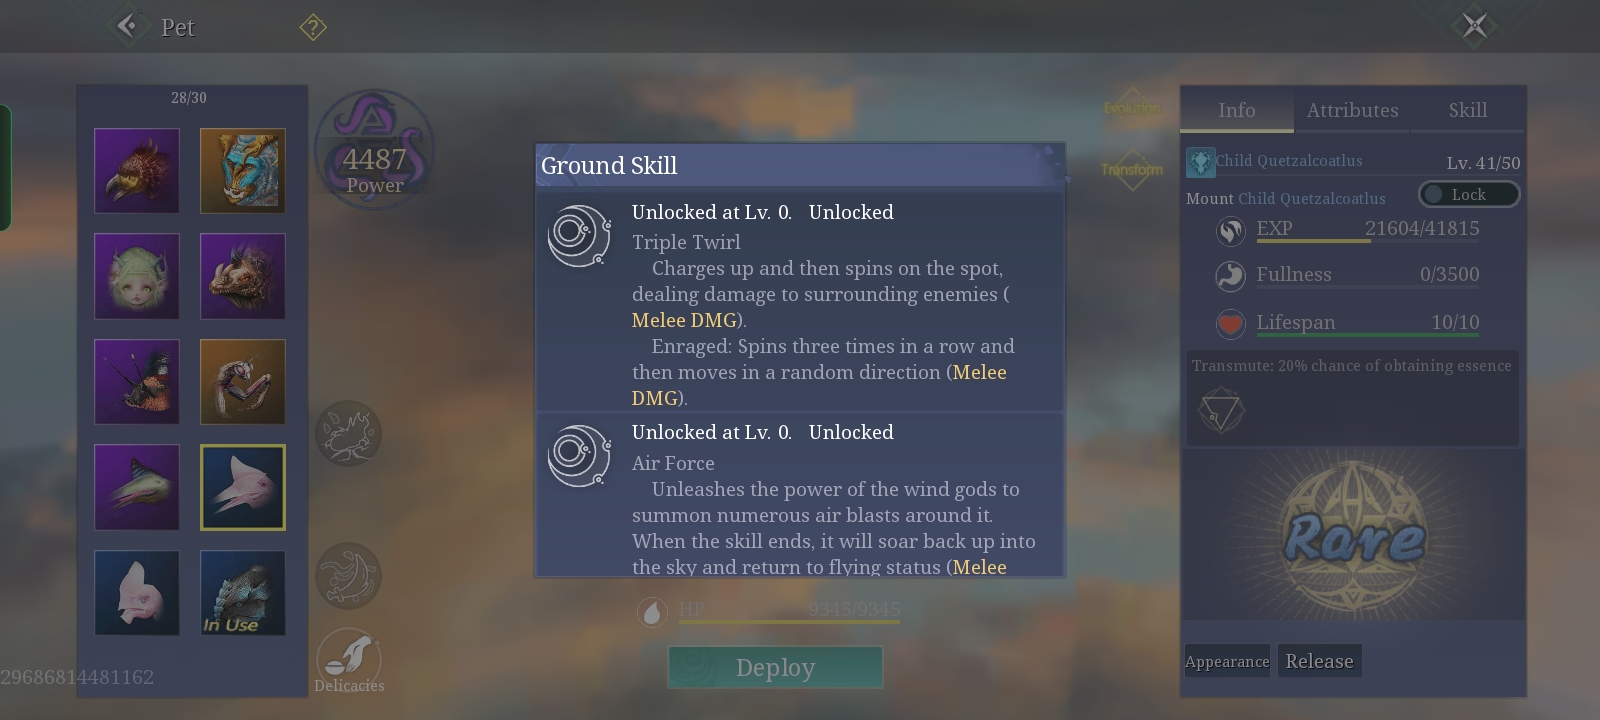 Pet
?
28/30
4487
Power
In Use
29686814481162
Delicacies
Ground Skill
Unlocked at Lv. 0. Unlocked
Triple Twirl
Charges up and then spins on the spot,
dealing damage to surrounding enemies (
Melee DMG).
Enraged: Spins three times in a row and
then moves in a random direction (Melee
DMG).
Unlocked at Lv. 0. Unlocked
Air Force
Unleashes the power of the wind gods to
summon numerous air blasts around it.
When the skill ends, it will soar back up into
the sky and return to flying status (Melee
HP 9345/9345
Deploy
Evolution
Transform
Info Attributes Skill
Child Quetzalcoatlus Lv. 41/50
Mount Child Quetzalcoatlus Lock
EXP 21604/41815
Fullness 0/3500
Lifespan 10/10
Transmute: 20% chance of obtaining essence
Rare
Appearance Release